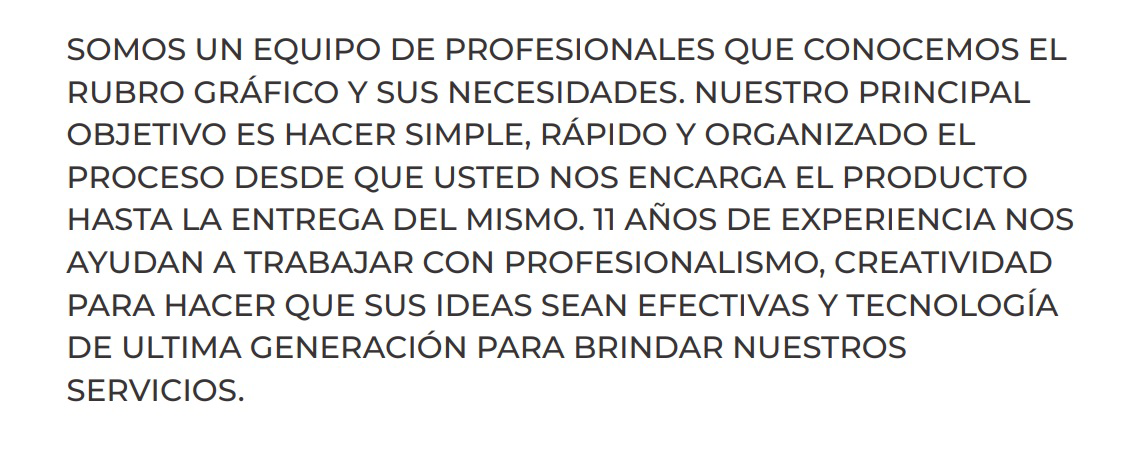 SOMOS UN EQUIPO DE PROFESIONALES QUE CONOCEMOS EL
RUBRO GRÁFICO Y SUS NECESIDADES. NUESTRO PRINCIPAL
OBJETIVO ES HACER SIMPLE, RÁPIDO Y ORGANIZADO EL
PROCESO DESDE QUE USTED NOS ENCARGA EL PRODUCTO
HASTA LA ENTREGA DEL MISMO. 11 AÑOS DE EXPERIENCIA NOS
AYUDAN A TRABAJAR CON PROFESIONALISMO, CREATIVIDAD
PARA HACER QUE SUS IDEAS SEAN EFECTIVAS Y TECNOLOGÍA
DE ULTIMA GENERACIÓN PARA BRINDAR NUESTROS
SERVICIOS.